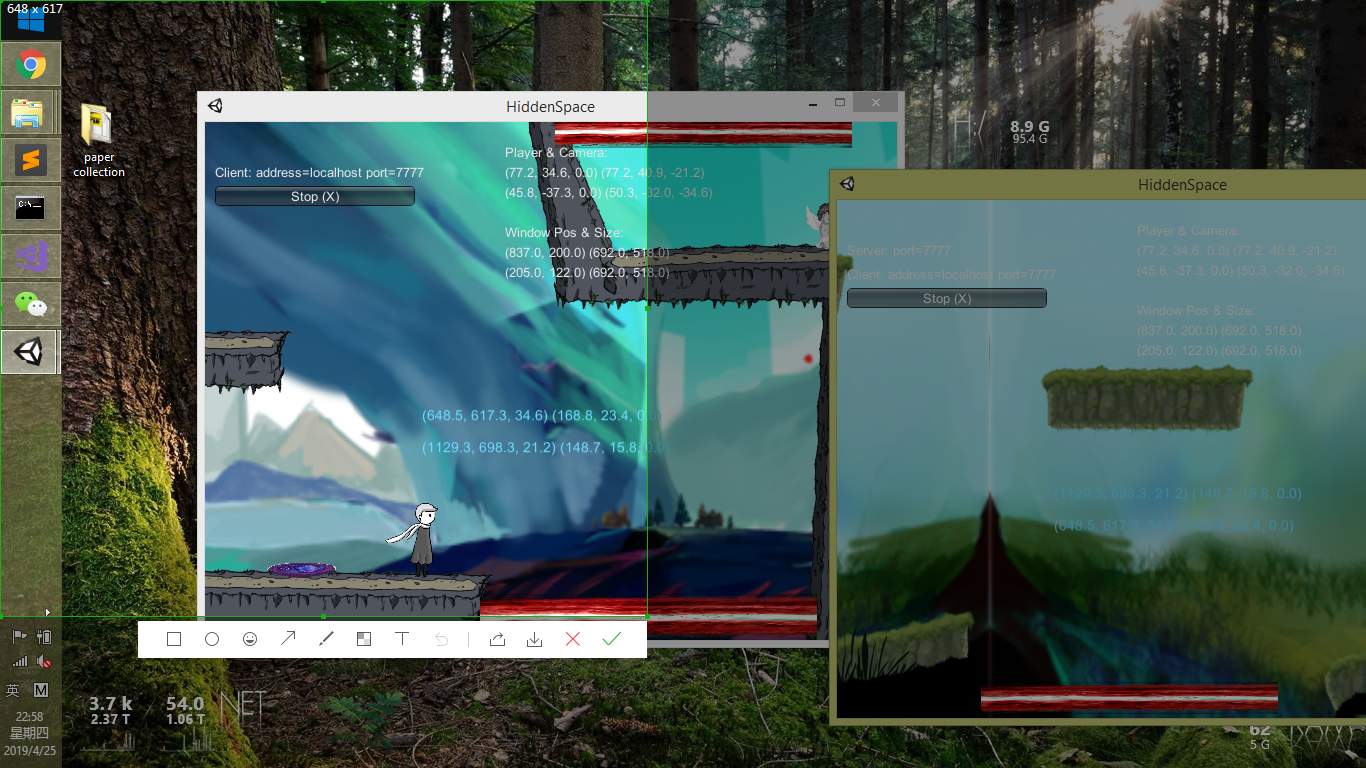 648 x 617
paper
collection
HiddenSpace
Client: address=localhost port=7777
Stop (X)
Player & Camera:
(77.2, 34.6, 0.0) (77.2, 40.9, -21.2)
(45.8, -37.3, 0.0) (50.3, -32.0, -34.6)
Window Pos & Size:
(837.0, 200.0) (692.0, 518.0)
(205.0, 122.0) (692.0, 518.0)
(648.5, 617.3, 34.6) (168.8, 23.4, 0.0)
(1129.3, 698.3, 21.2) (148.7, 15.8, 0.0)
8.9 G
95.4 G
HiddenSpace
Server: port=7777
Client: address=localhost port=7777
Stop (X)
Player & Camera:
(77.2, 34.6, 0.0) (77.2, 40.9, -21.2)
(45.8, -37.3, 0.0) (50.3, -32.0, -34.6)
Window Pos & Size:
(837.0, 200.0) (692.0, 518.0)
(205.0, 122.0) (692.0, 518.0)
(1129.3, 698.3, 21.2) (148.7, 15.8, 0.0)
(648.5, 617.3, 34.6) (168.8, 23.4, 0.0)
英 M
22:58
星期四
2019/4/25
3.7 k
2.37 T
54.0
1.06 T
NET
62
5 G